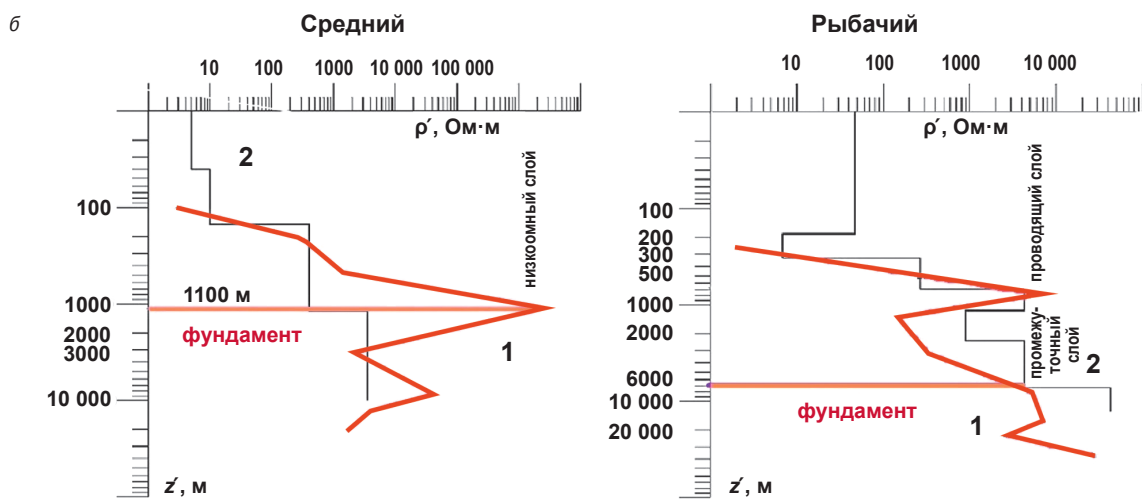 б
Средний
10 100 1000 10 000 100 000
ρ′, Ом·м
2
низкоомный слой
100
1100 м
1000
фундамент
2000
3000
1
10 000
z′, м
Рыбачий
10 100 1000 10 000
ρ′, Ом·м
проводящий слой
100
200
300
500
1000
2000
промежу-
точный
слой
2
6000
10 000
фундамент
1
20 000
z′, м